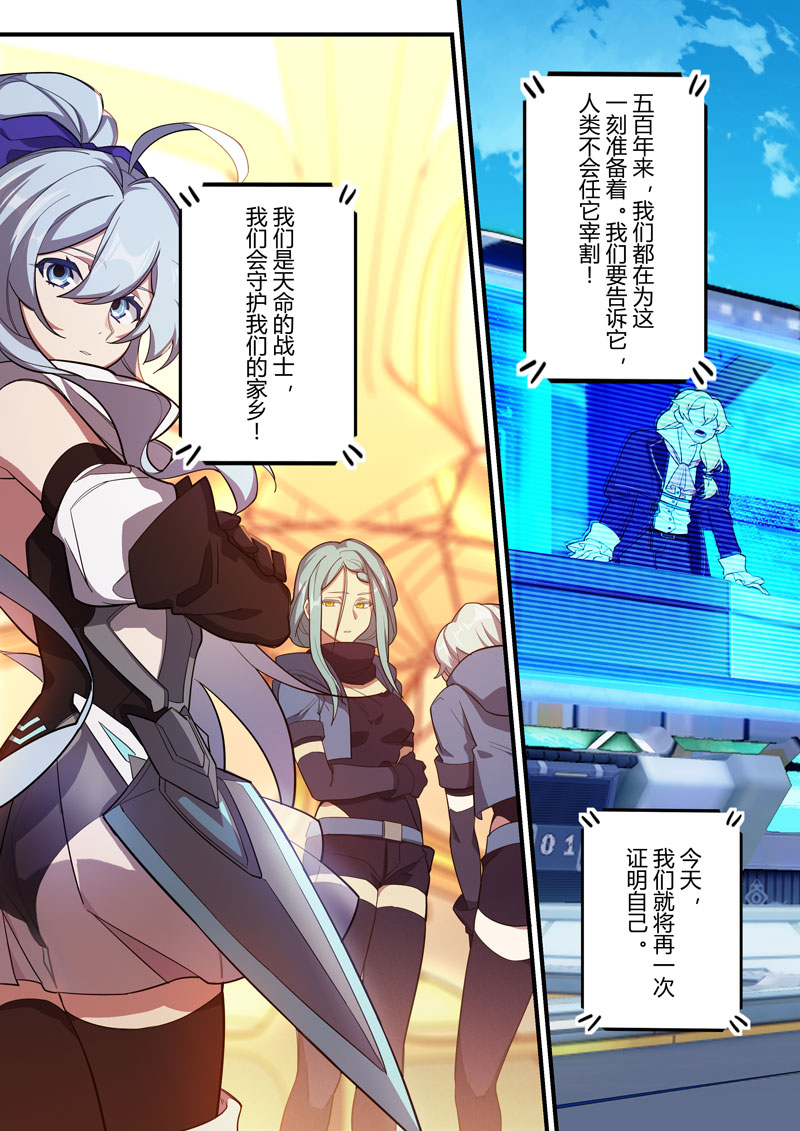 五百年来，我们都在为这
一刻准备着。我们要告诉它，
人类不会任它宰割！
今天，
我们就将再一次
证明自己。
我们是天命的战士，
我们会守护我们的家乡！
01